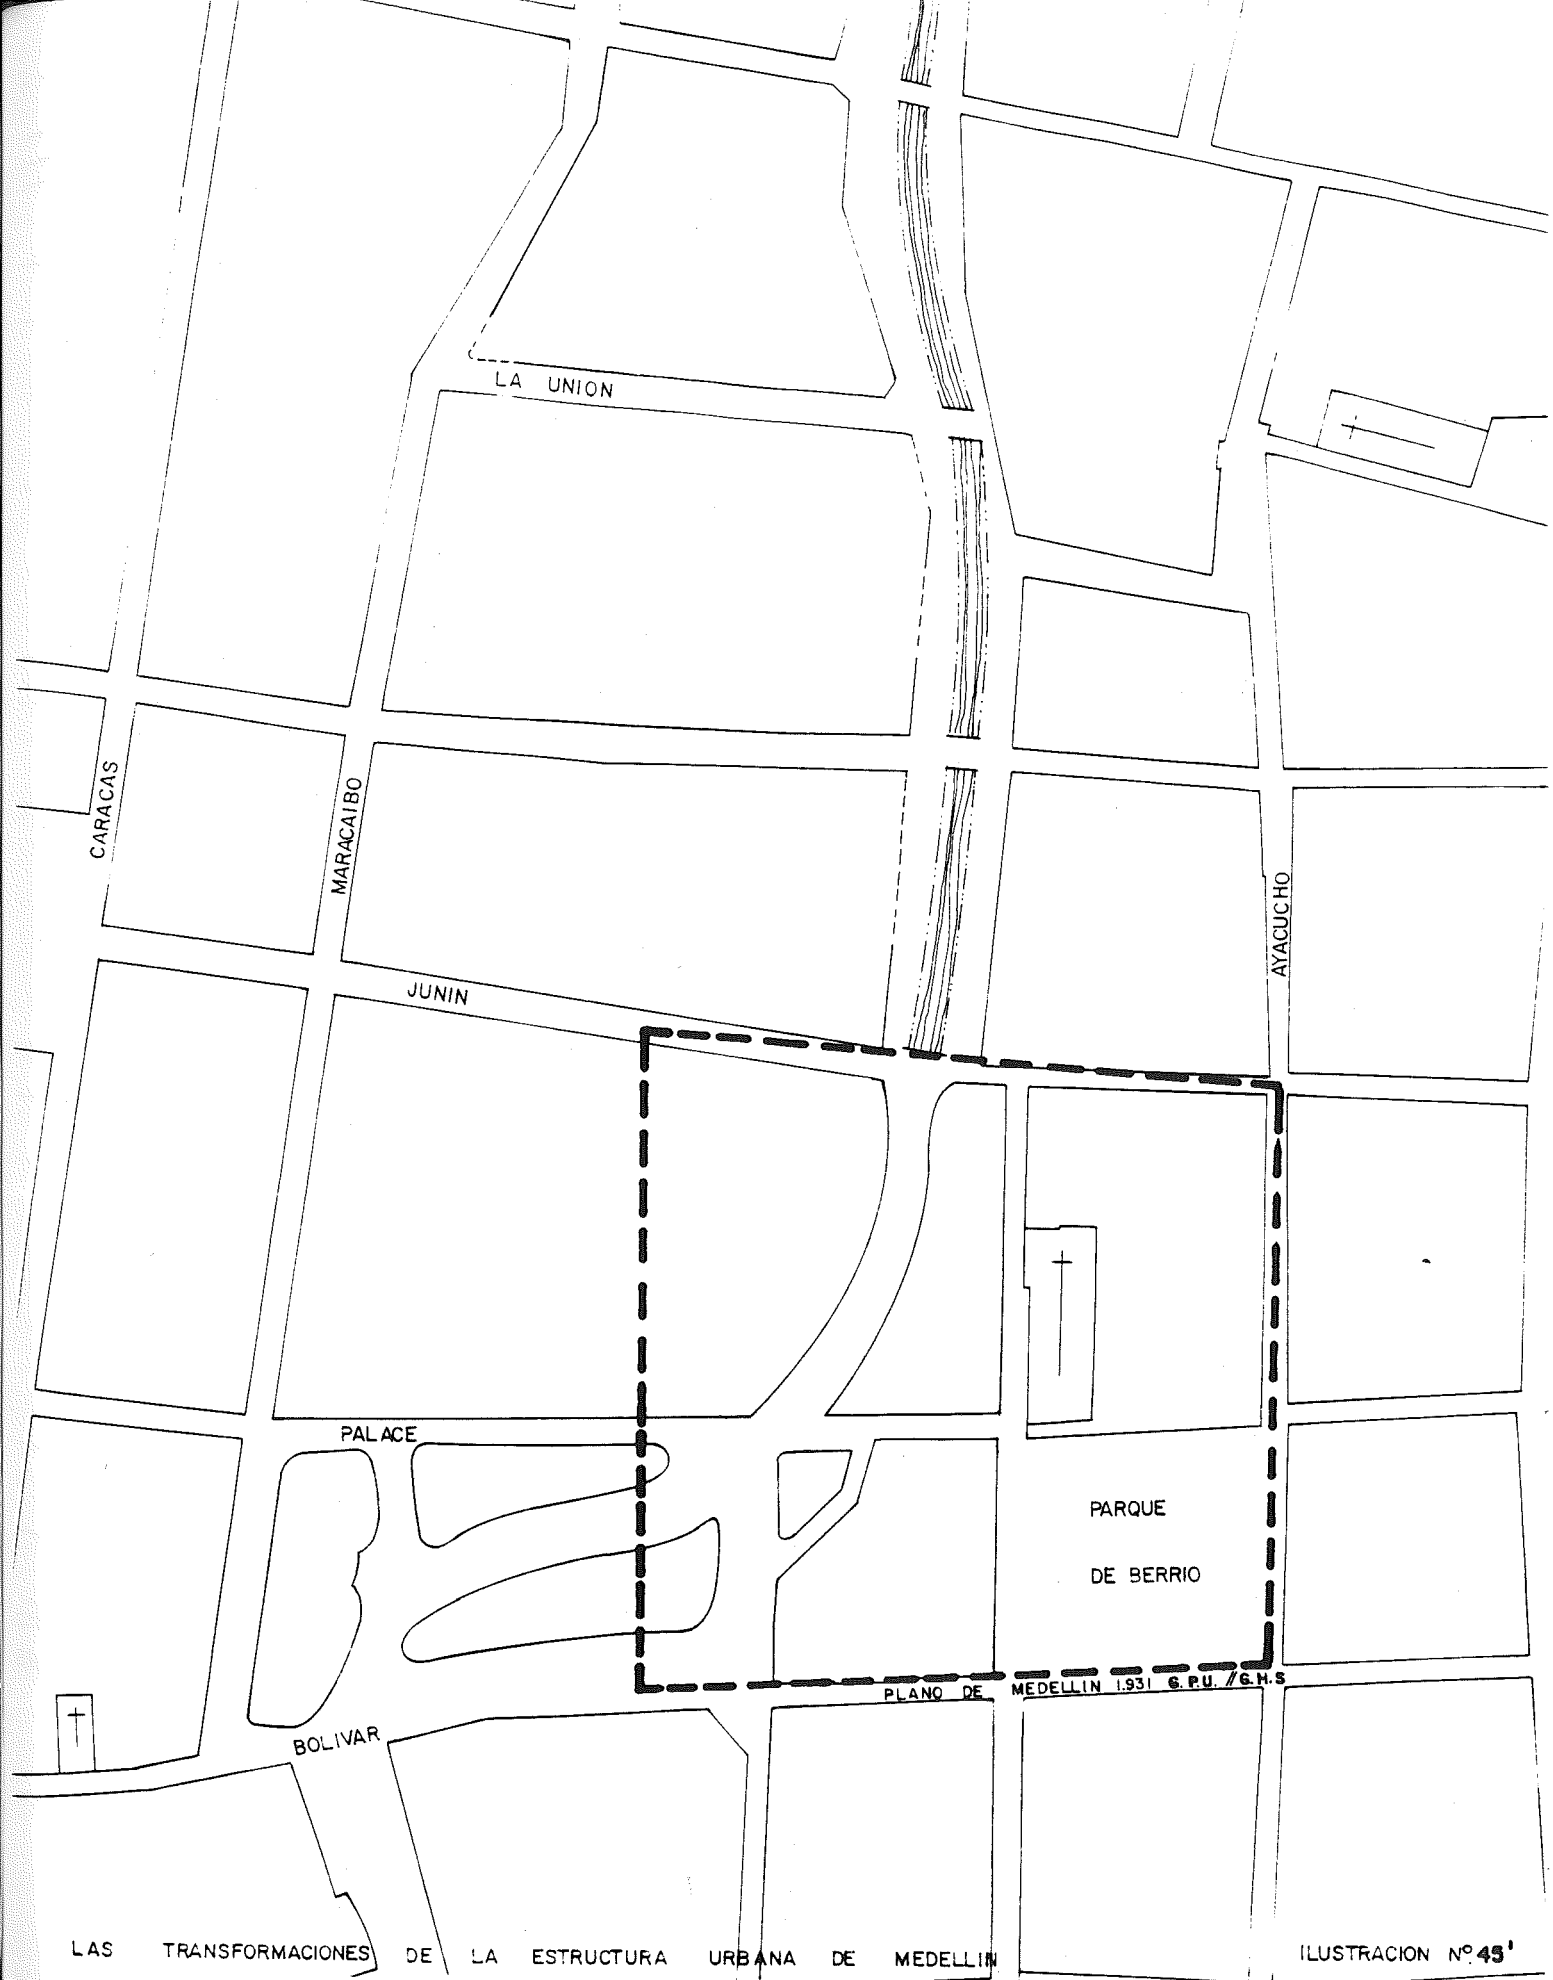 LA UNION
CARACAS
MARACAIBO
AYACUCHO
JUNIN
PALACE
PARQUE
DE BERRIO
PLANO DE MEDELLIN 1.931 G.P.U. // G.H.S
BOLIVAR
LAS TRANSFORMACIONES DE LA ESTRUCTURA URBANA DE MEDELLIN
ILUSTRACION Nº